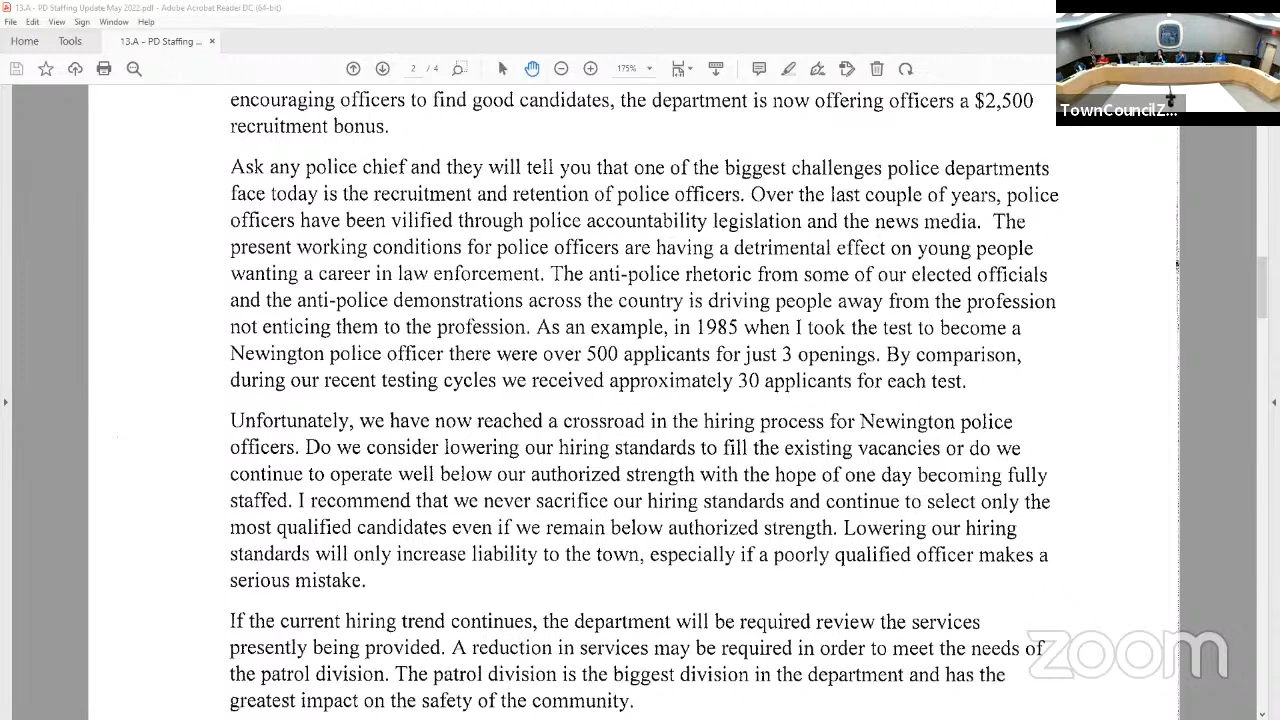 13.A - PD Staffing Update May 2022.pdf - Adobe Acrobat Reader DC (64-bit)
File Edit View Sign Window Help
Home Tools 13.A - PD Staffing ... ×
175%
TownCouncilZ...
encouraging officers to find good candidates, the department is now offering officers a $2,500
recruitment bonus.
Ask any police chief and they will tell you that one of the biggest challenges police departments
face today is the recruitment and retention of police officers. Over the last couple of years, police
officers have been vilified through police accountability legislation and the news media. The
present working conditions for police officers are having a detrimental effect on young people
wanting a career in law enforcement. The anti-police rhetoric from some of our elected officials
and the anti-police demonstrations across the country is driving people away from the profession
not enticing them to the profession. As an example, in 1985 when I took the test to become a
Newington police officer there were over 500 applicants for just 3 openings. By comparison,
during our recent testing cycles we received approximately 30 applicants for each test.
Unfortunately, we have now reached a crossroad in the hiring process for Newington police
officers. Do we consider lowering our hiring standards to fill the existing vacancies or do we
continue to operate well below our authorized strength with the hope of one day becoming fully
staffed. I recommend that we never sacrifice our hiring standards and continue to select only the
most qualified candidates even if we remain below authorized strength. Lowering our hiring
standards will only increase liability to the town, especially if a poorly qualified officer makes a
serious mistake.
If the current hiring trend continues, the department will be required review the services
presently being provided. A reduction in services may be required in order to meet the needs of
the patrol division. The patrol division is the biggest division in the department and has the
greatest impact on the safety of the community.
zoom